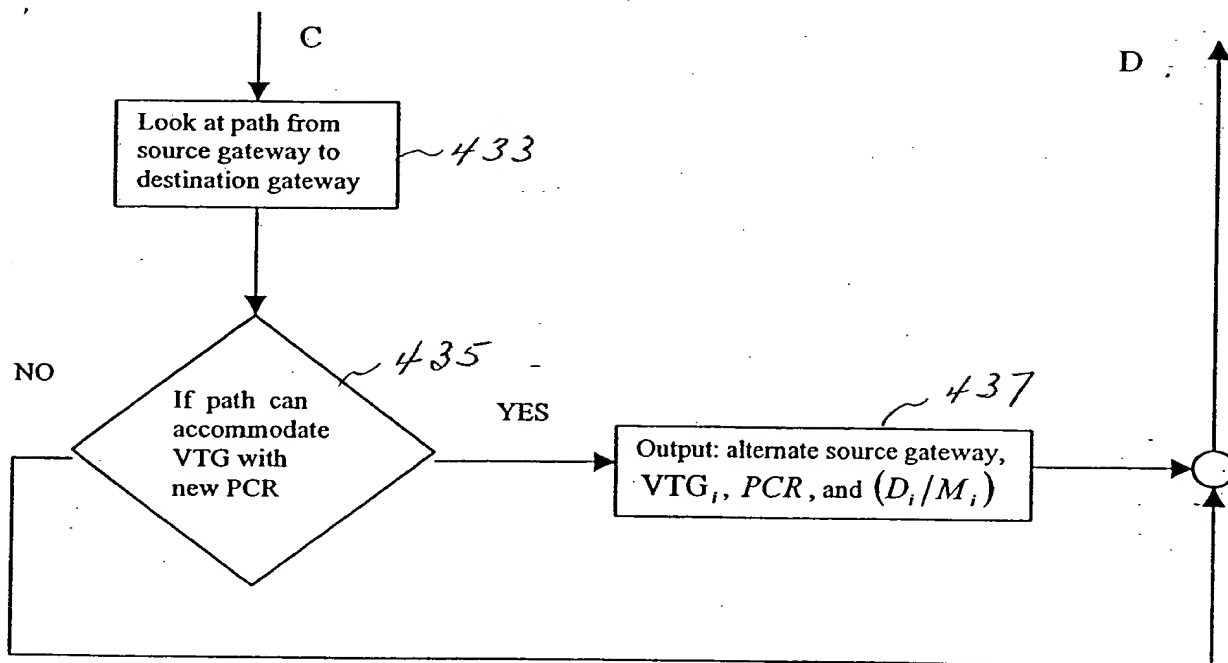 C
D
Look at path from
source gateway to
destination gateway
433
435
NO
If path can
accommodate
VTG with
new PCR
YES
437
Output: alternate source gateway,
VTG_i, PCR, and (D_i/M_i)